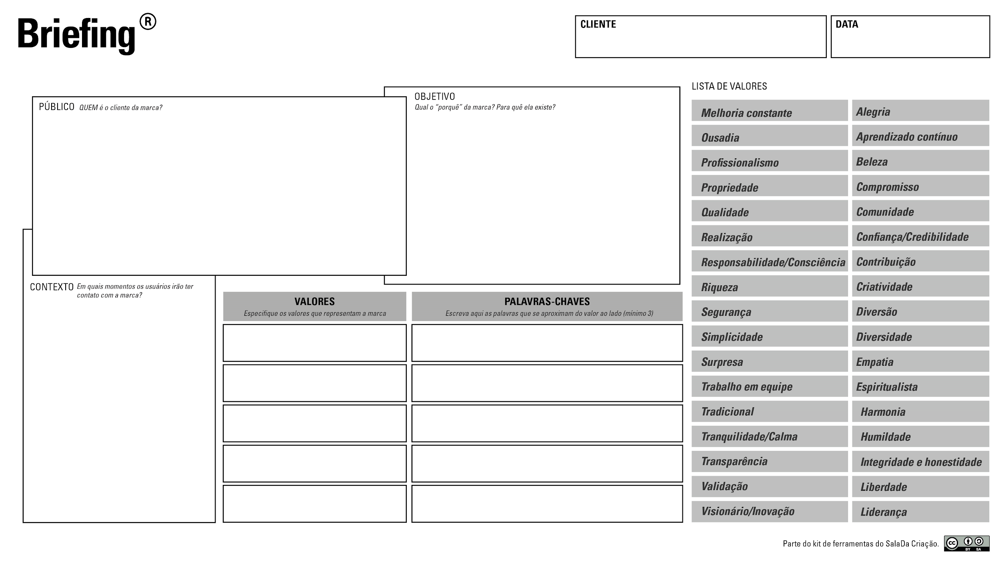 Briefing®
CLIENTE
DATA
PÚBLICO QUEM é o cliente da marca?
OBJETIVO
Qual o “porquê” da marca? Para quê ela existe?
CONTEXTO Em quais momentos os usuários irão ter
contato com a marca?
VALORES
Especifique os valores que representam a marca
PALAVRAS-CHAVES
Escreva aqui as palavras que se aproximam do valor ao lado (mínimo 3)
LISTA DE VALORES
Melhoria constante
Ousadia
Profissionalismo
Propriedade
Qualidade
Realização
Responsabilidade/Consciência
Riqueza
Segurança
Simplicidade
Surpresa
Trabalho em equipe
Tradicional
Tranquilidade/Calma
Transparência
Validação
Visionário/Inovação
Alegria
Aprendizado contínuo
Beleza
Compromisso
Comunidade
Confiança/Credibilidade
Contribuição
Criatividade
Diversão
Diversidade
Empatia
Espiritualista
Harmonia
Humildade
Integridade e honestidade
Liberdade
Liderança
Parte do kit de ferramentas do SalaDa Criação.
cc
BY SA